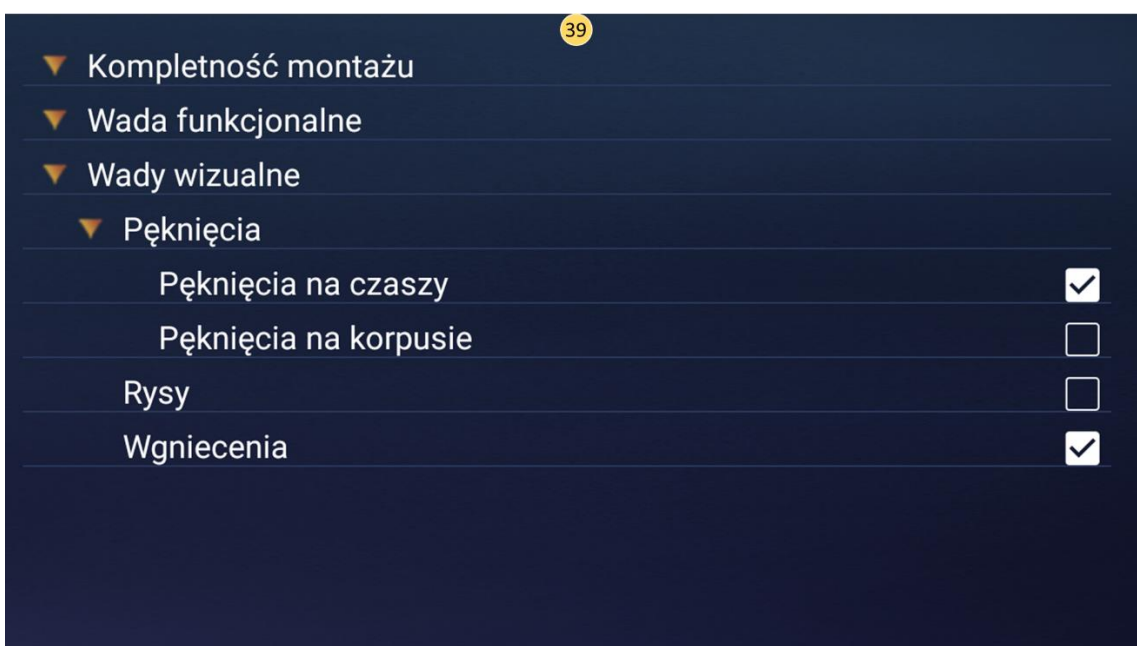 39
Kompletność montażu
Wada funkcjonalne
Wady wizualne
Pęknięcia
Pęknięcia na czaszy
Pęknięcia na korpusie
Rysy
Wgniecenia